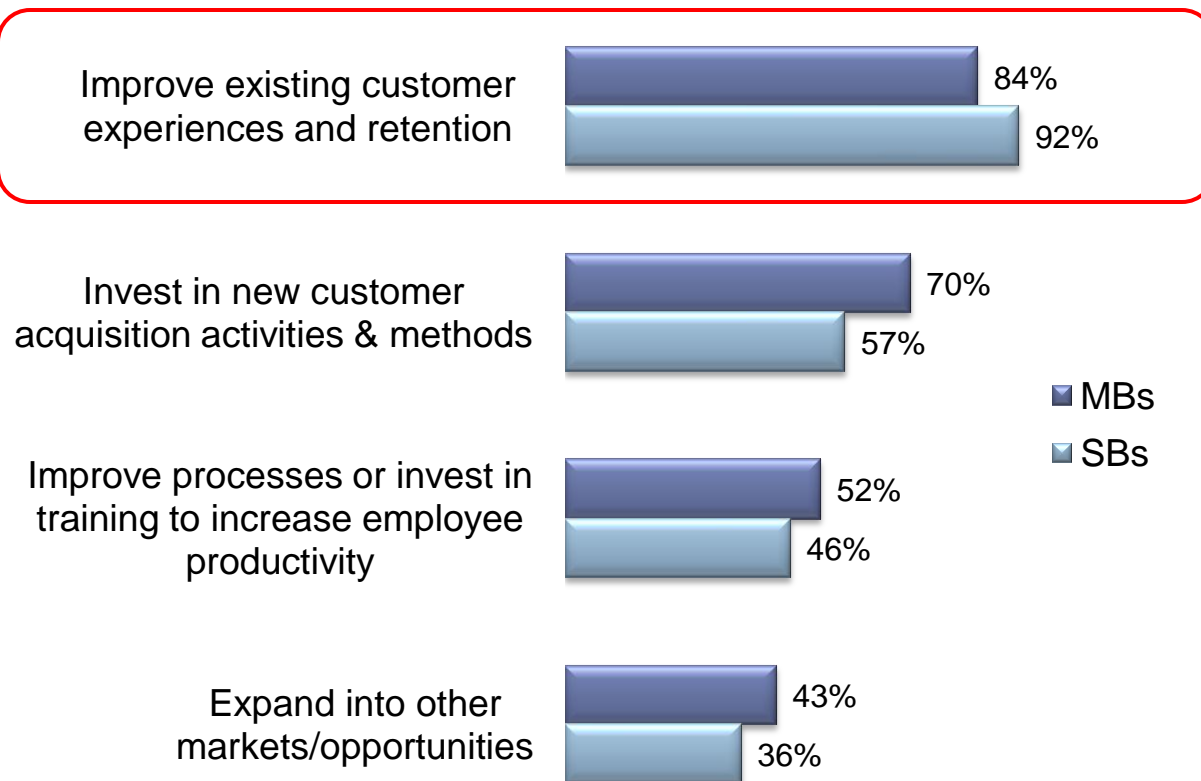 Improve existing customer
experiences and retention
84%
92%
Invest in new customer
acquisition activities & methods
70%
57%
MBs
SBs
Improve processes or invest in
training to increase employee
productivity
52%
46%
Expand into other
markets/opportunities
43%
36%